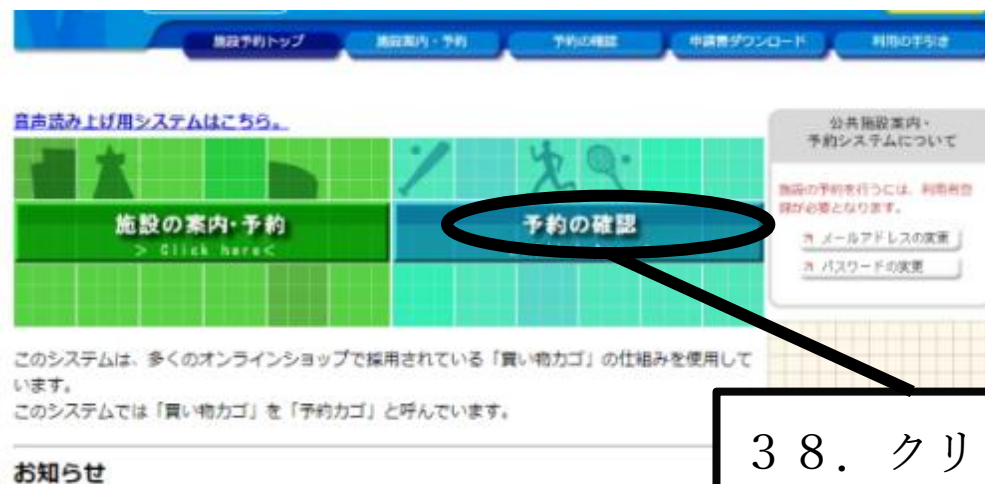 施設予約トップ
施設案内・予約
予約の確認
申請書ダウンロード
利用の手引き
音声読み上げ用システムはこちら。
施設の案内・予約
> Click here<
予約の確認
公共施設案内・
予約システムについて
施設の予約を行うには、利用者登
録が必要となります。
メールアドレスの変更
パスワードの変更
このシステムは、多くのオンラインショップで採用されている「買い物カゴ」の仕組みを使用して
います。
このシステムでは「買い物カゴ」を「予約カゴ」と呼んでいます。
38．クリ
お知らせ